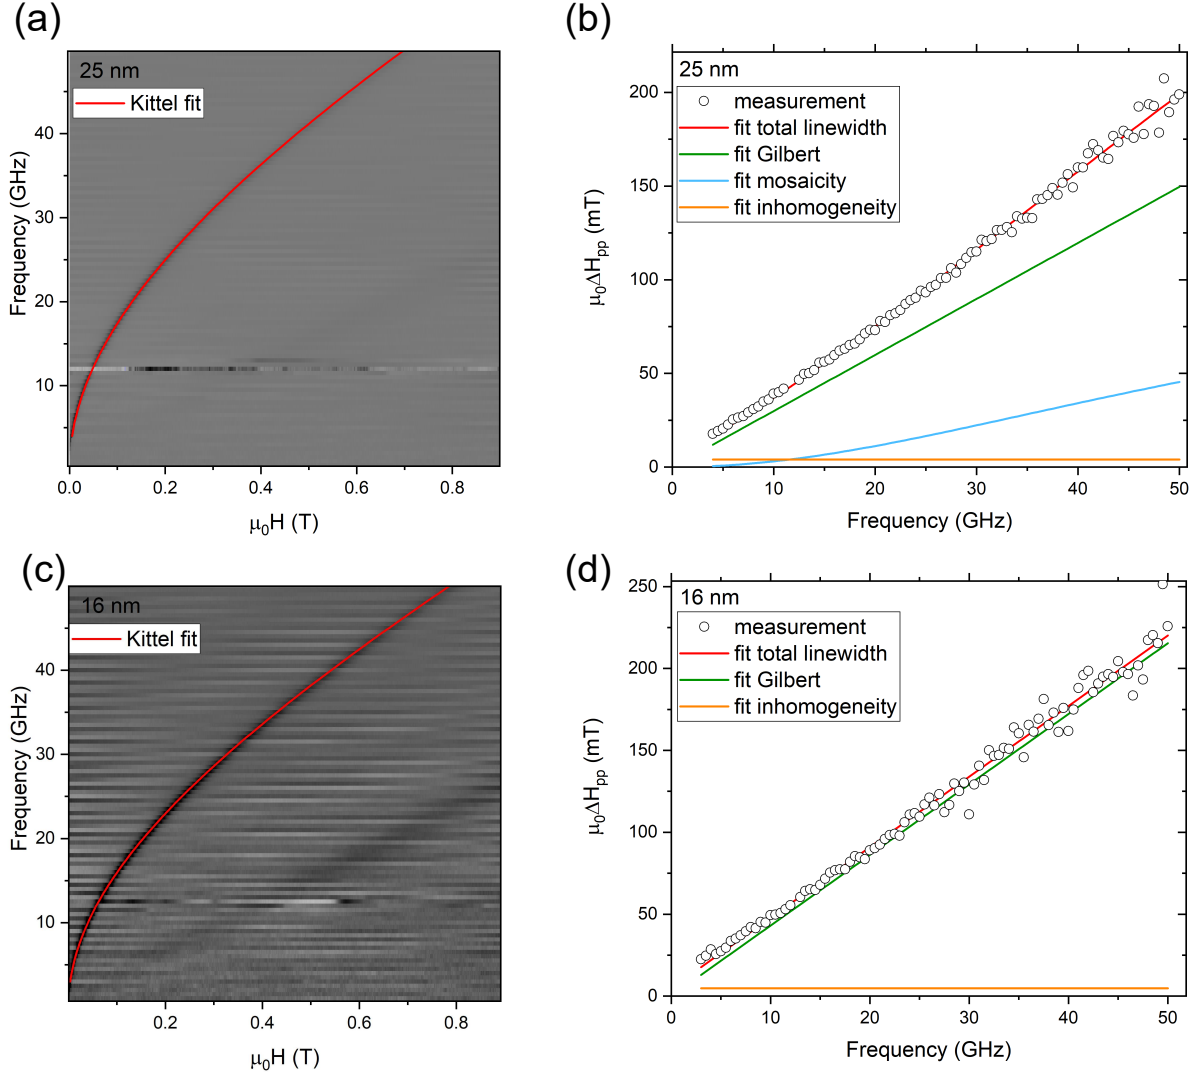 (a)
25 nm
Kittel fit
Frequency (GHz)
40
30
20
10
0.0 0.2 0.4 0.6 0.8
μ₀H (T)
(b)
25 nm
measurement
fit total linewidth
fit Gilbert
fit mosaicity
fit inhomogeneity
μ₀ΔHpp (mT)
200
150
100
50
0
0 10 20 30 40 50
Frequency (GHz)
(c)
16 nm
Kittel fit
Frequency (GHz)
40
30
20
10
0.2 0.4 0.6 0.8
μ₀H (T)
(d)
16 nm
measurement
fit total linewidth
fit Gilbert
fit inhomogeneity
μ₀ΔHpp (mT)
250
200
150
100
50
0
0 10 20 30 40 50
Frequency (GHz)